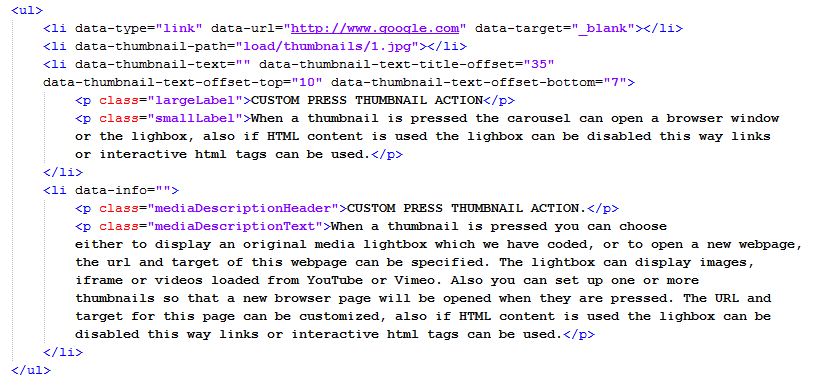 <ul>
<li data-type="link" data-url="http://www.google.com" data-target="_blank"></li>
<li data-thumbnail-path="load/thumbnails/1.jpg"></li>
<li data-thumbnail-text="" data-thumbnail-text-title-offset="35"
data-thumbnail-text-offset-top="10" data-thumbnail-text-offset-bottom="7">
<p class="largeLabel">CUSTOM PRESS THUMBNAIL ACTION</p>
<p class="smallLabel">When a thumbnail is pressed the carousel can open a browser window
or the lighbox, also if HTML content is used the lighbox can be disabled this way links
or interactive html tags can be used.</p>
</li>
<li data-info="">
<p class="mediaDescriptionHeader">CUSTOM PRESS THUMBNAIL ACTION.</p>
<p class="mediaDescriptionText">When a thumbnail is pressed you can choose
either to display an original media lightbox which we have coded, or to open a new webpage,
the url and target of this webpage can be specified. The lightbox can display images,
iframe or videos loaded from YouTube or Vimeo. Also you can set up one or more
thumbnails so that a new browser page will be opened when they are pressed. The URL and
target for this page can be customized, also if HTML content is used the lighbox can be
disabled this way links or interactive html tags can be used.</p>
</li>
</ul>